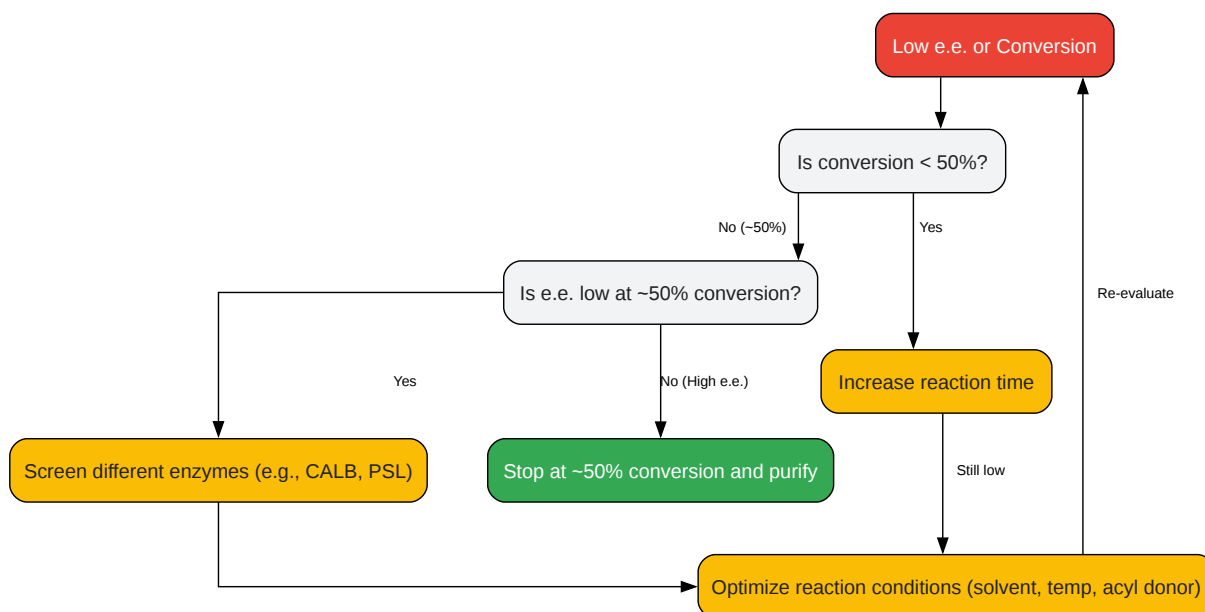 Low e.e. or Conversion
Is conversion < 50%?
No (~50%)
Yes
Is e.e. low at ~50% conversion?
Re-evaluate
Yes
No (High e.e.)
Increase reaction time
Screen different enzymes (e.g., CALB, PSL)
Stop at ~50% conversion and purify
Still low
Optimize reaction conditions (solvent, temp, acyl donor)